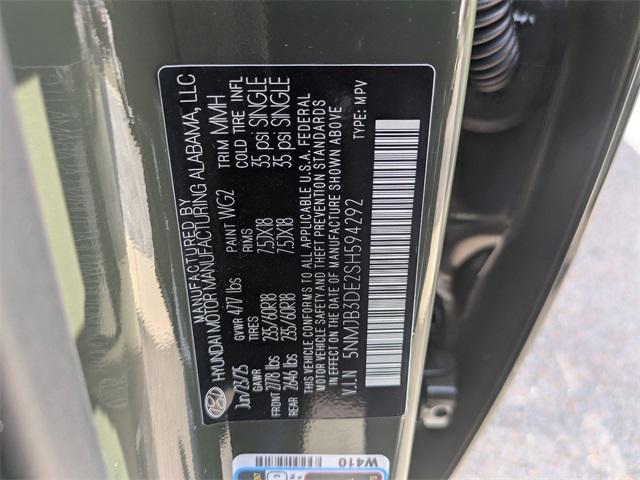 MANUFACTURED BY
HYUNDAI MOTOR MANUFACTURING ALABAMA, LLC
Jun/23/25 PAINT WG2 TRIM MMH
GVWR 4717 lbs
GAWR TIRES RIMS COLD TIRE INFL
FRONT 2778 lbs 235/60R18 7.5JX18 35 psi SINGLE
REAR 2646 lbs 235/60R18 7.5JX18 35 psi SINGLE
THIS VEHICLE CONFORMS TO ALL APPLICABLE U.S.A. FEDERAL
MOTOR VEHICLE SAFETY AND THEFT PREVENTION STANDARDS
IN EFFECT ON THE DATE OF MANUFACTURE SHOWN ABOVE
V.I.N 5NMJB3DE2SH594292 TYPE: MPV
W410